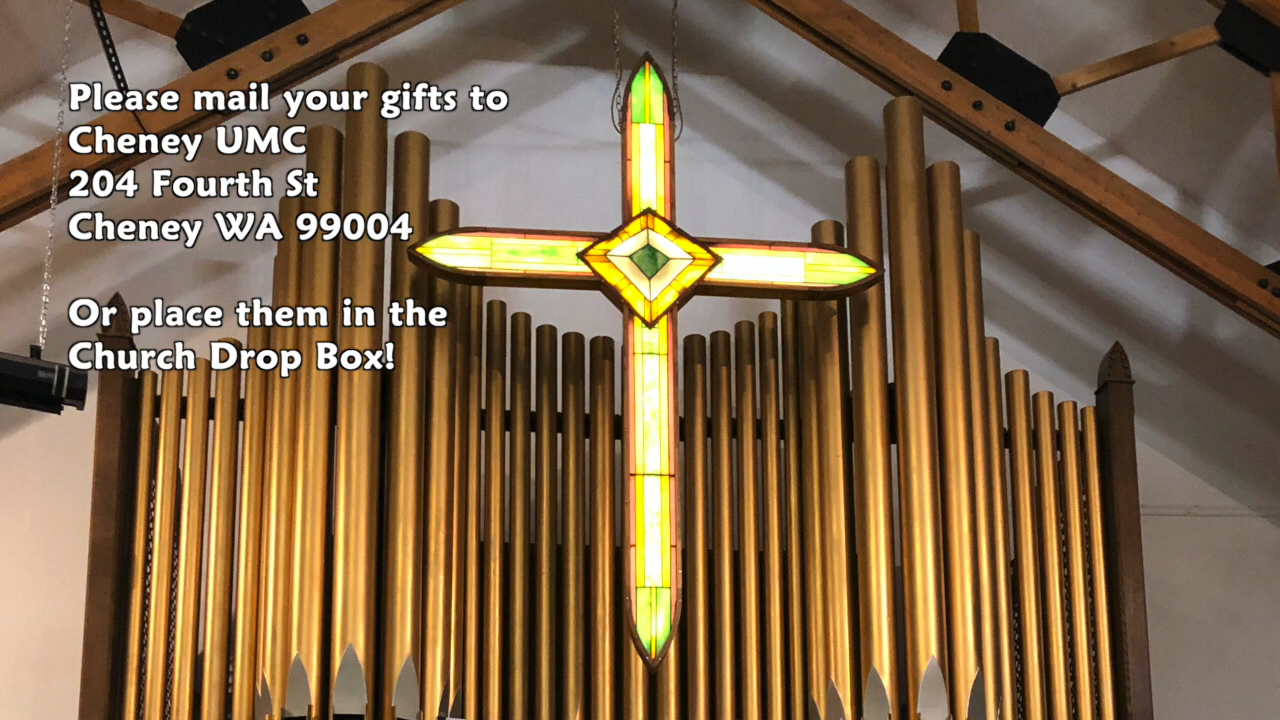 Please mail your gifts to
Cheney UMC
204 Fourth St
Cheney WA 99004
Or place them in the
Church Drop Box!